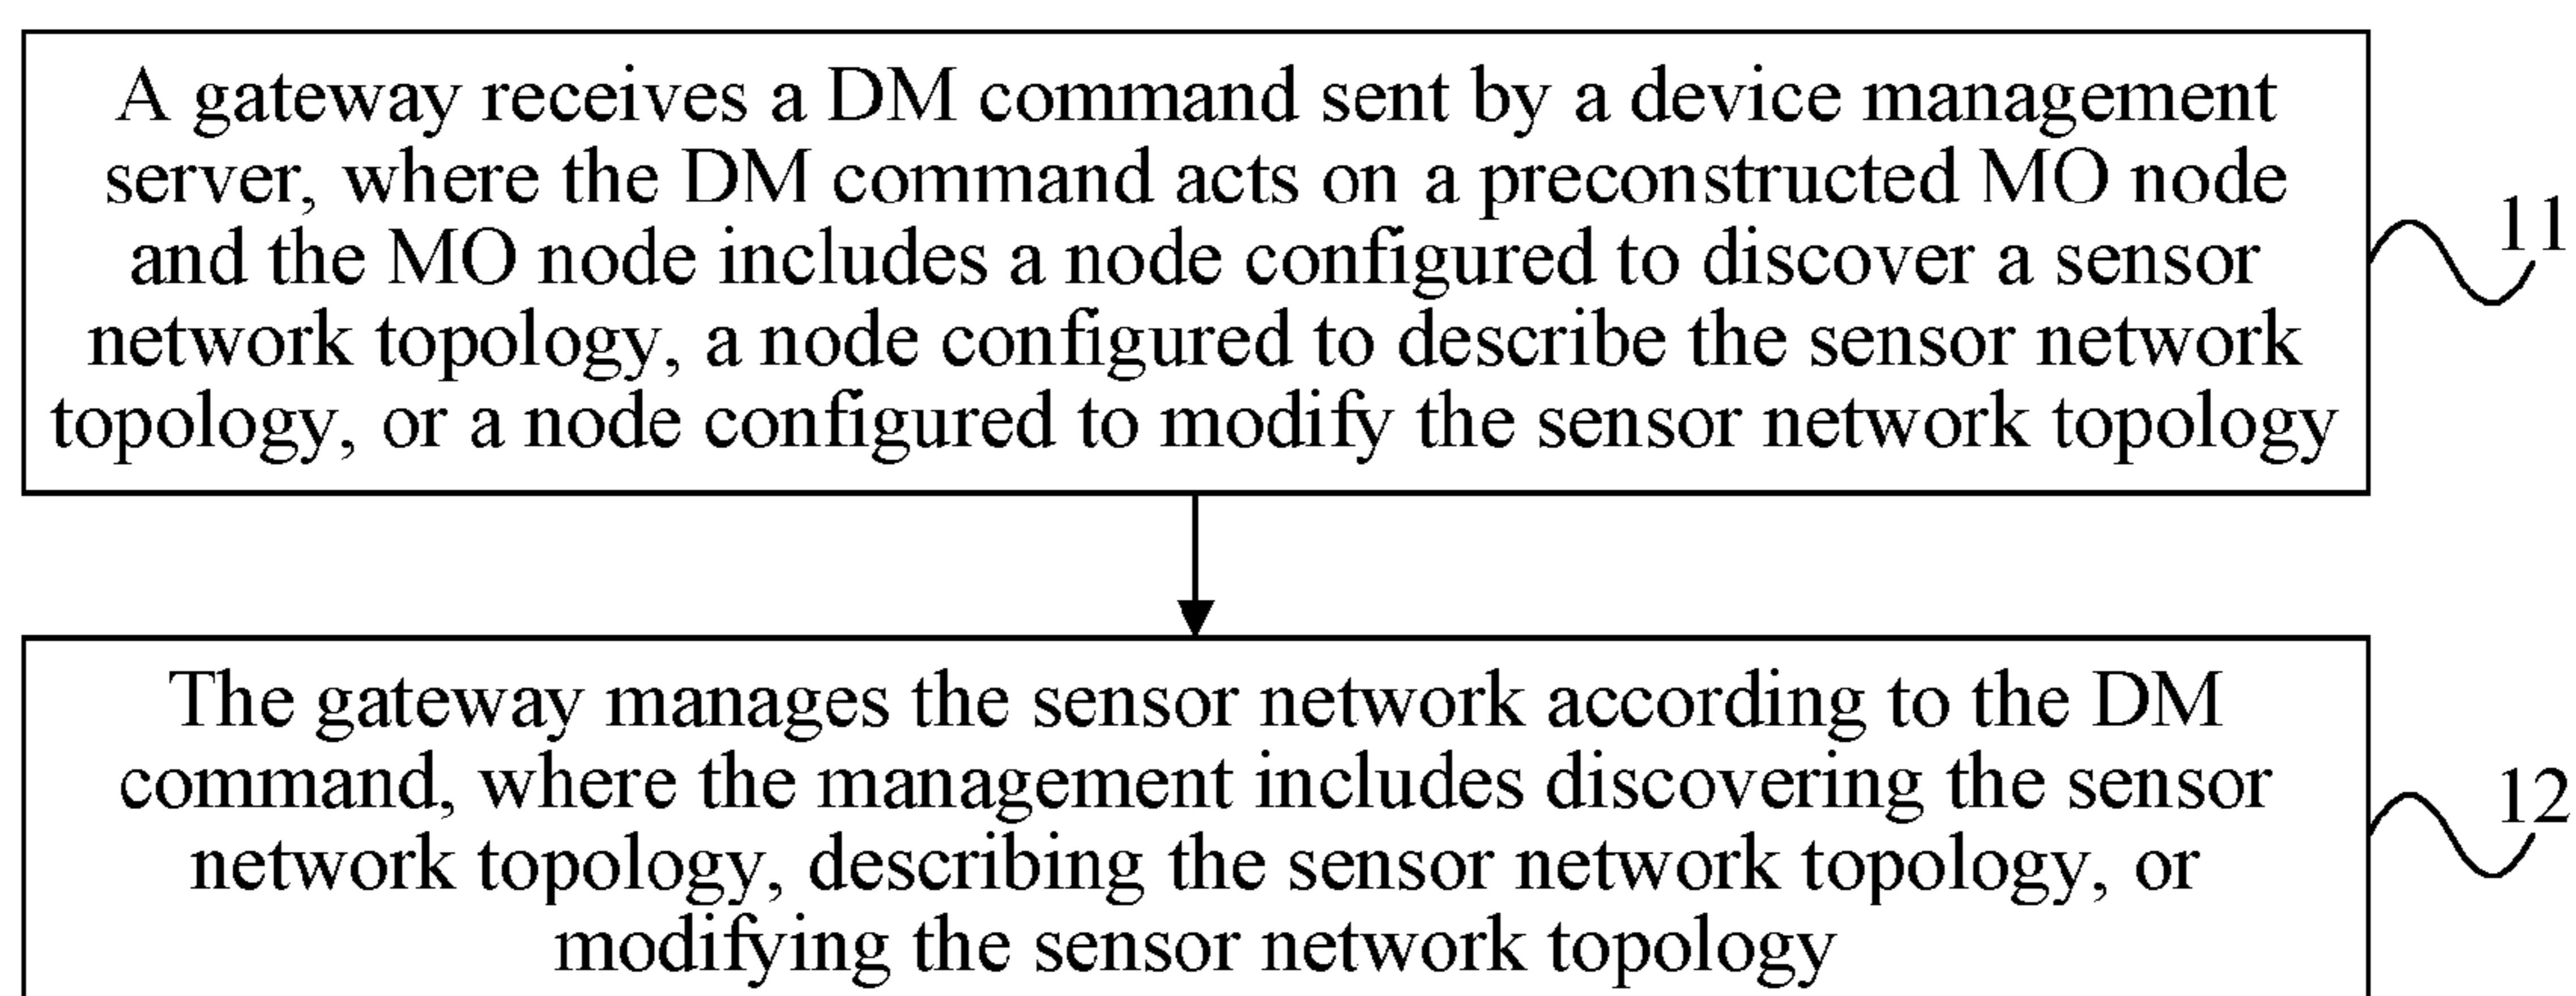 A gateway receives a DM command sent by a device management
server, where the DM command acts on a preconstructed MO node
and the MO node includes a node configured to discover a sensor
network topology, a node configured to describe the sensor network
topology, or a node configured to modify the sensor network topology
11
The gateway manages the sensor network according to the DM
command, where the management includes discovering the sensor
network topology, describing the sensor network topology, or
modifying the sensor network topology
12